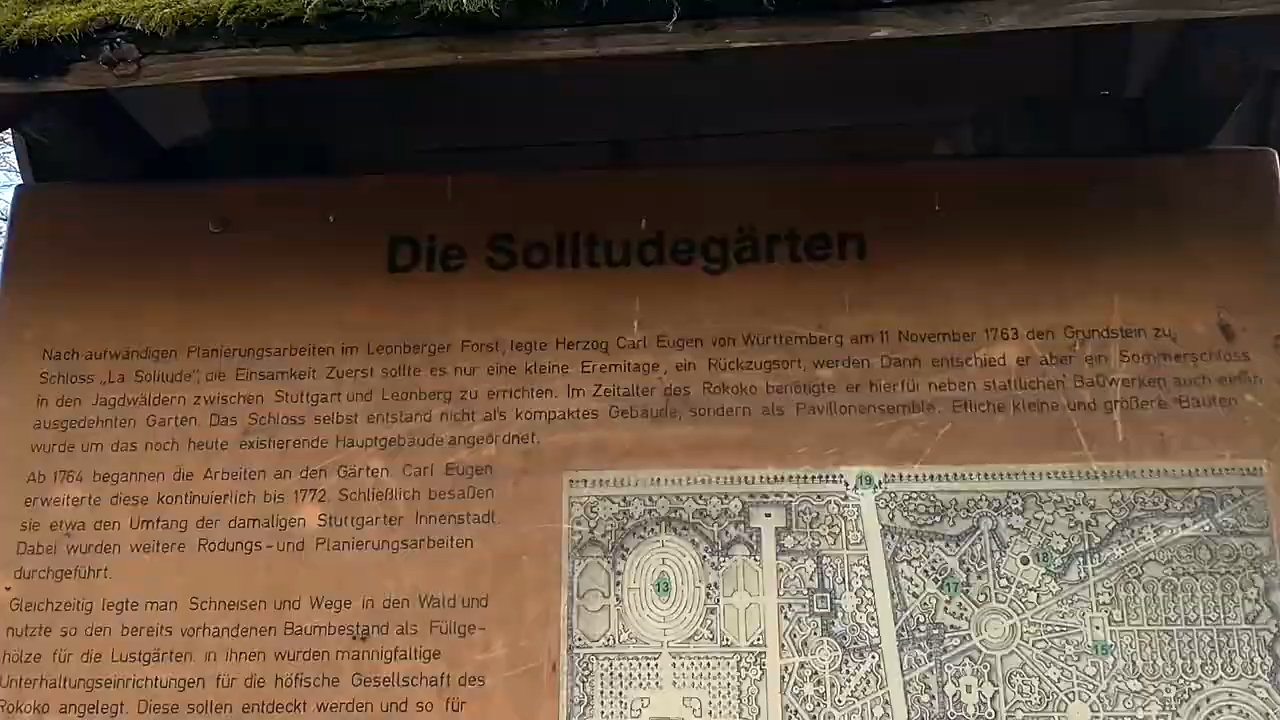 Die Solitudegärten
Nach aufwändigen Planierungsarbeiten im Leonberger Forst, legte Herzog Carl Eugen von Württemberg am 11 November 1763 den Grundstein zu
Schloss „La Solitude", die Einsamkeit. Zuerst sollte es nur eine kleine Eremitage, ein Rückzugsort, werden. Dann entschied er aber ein Sommerschloss
in den Jagdwäldern zwischen Stuttgart und Leonberg zu errichten. Im Zeitalter des Rokoko benötigte er hierfür neben stattlichen Bauwerken auch einen
ausgedehnten Garten. Das Schloss selbst entstand nicht als kompaktes Gebäude, sondern als Pavillonensemble. Etliche kleine und größere Bauten
wurde um das noch heute existierende Hauptgebäude angeordnet.
Ab 1764 begannen die Arbeiten an den Gärten. Carl Eugen
erweiterte diese kontinuierlich bis 1772. Schließlich besaßen
sie etwa den Umfang der damaligen Stuttgarter Innenstadt.
Dabei wurden weitere Rodungs- und Planierungsarbeiten
durchgeführt.
Gleichzeitig legte man Schneisen und Wege in den Wald und
nutzte so den bereits vorhandenen Baumbestand als Füllge-
hölze für die Lustgärten. In ihnen wurden mannigfaltige
Unterhaltungseinrichtungen für die höfische Gesellschaft des
Rokoko angelegt. Diese sollen entdeckt werden und so für
19
13
17
18
15